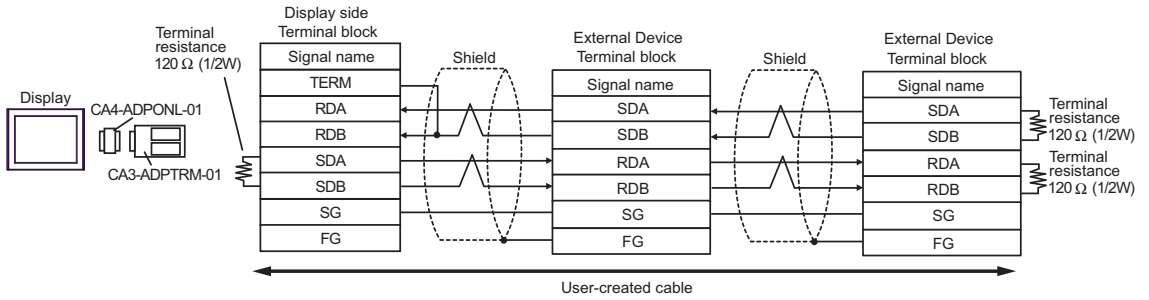 Display side
Terminal block
Terminal
resistance
120 Ω (1/2W)
Display
CA4-ADPONL-01
CA3-ADPTRM-01
Signal name
TERM
RDA
RDB
SDA
SDB
SG
FG
Shield
External Device
Terminal block
Signal name
SDA
SDB
RDA
RDB
SG
FG
Shield
External Device
Terminal block
Signal name
SDA
SDB
RDA
RDB
SG
FG
Terminal
resistance
120 Ω (1/2W)
Terminal
resistance
120 Ω (1/2W)
User-created cable